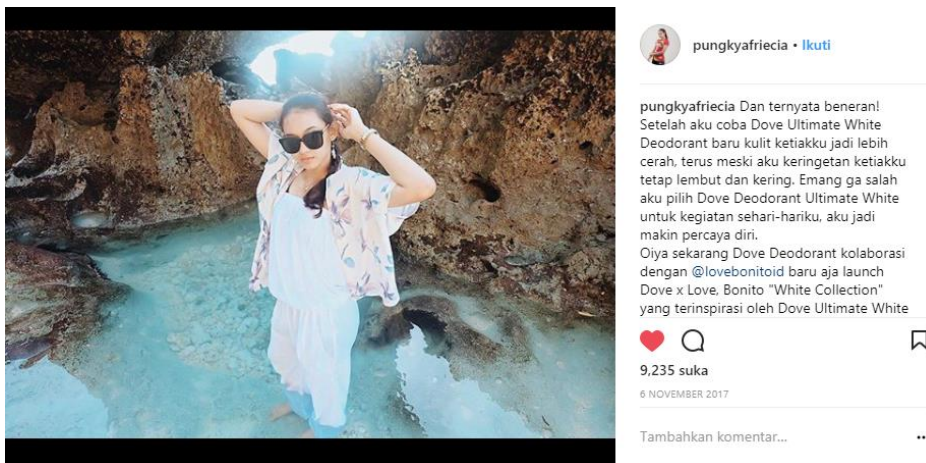 pungkyafriecia • Ikuti
pungkyafriecia Dan ternyata beneran!
Setelah aku coba Dove Ultimate White
Deodorant baru kulit ketiakku jadi lebih
cerah, terus meski aku keringetan ketiakku
tetap lembut dan kering. Emang ga salah
aku pilih Dove Deodorant Ultimate White
untuk kegiatan sehari-hariku, aku jadi
makin percaya diri.
Oiya sekarang Dove Deodorant kolaborasi
dengan @lovebonitoid baru aja launch
Dove x Love, Bonito "White Collection"
yang terinspirasi oleh Dove Ultimate White
9,235 suka
6 NOVEMBER 2017
Tambahkan komentar...